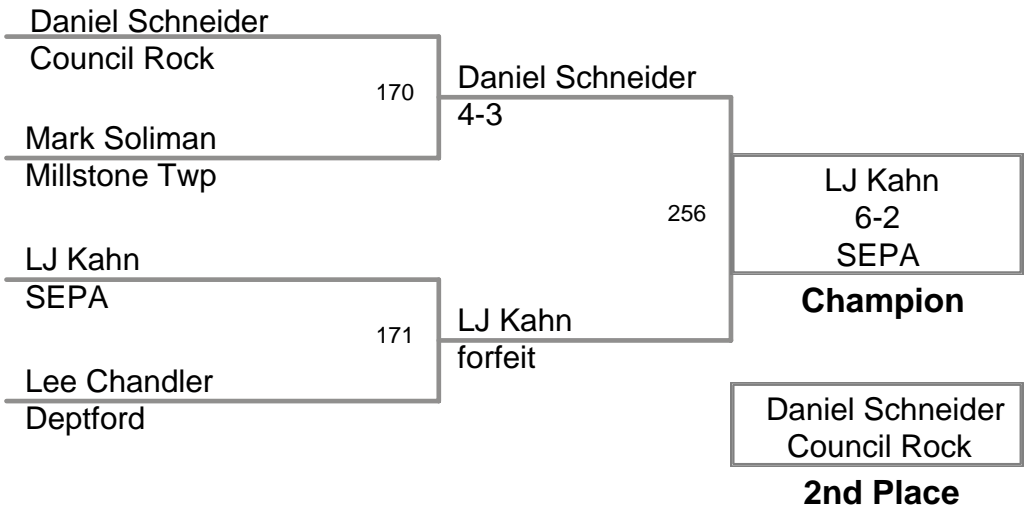 Daniel Schneider
Council Rock
170
Mark Soliman
Millstone Twp
LJ Kahn
SEPA
171
Lee Chandler
Deptford
Daniel Schneider
4-3
256
LJ Kahn
forfeit
LJ Kahn
6-2
SEPA
Champion
Daniel Schneider
Council Rock
2nd Place